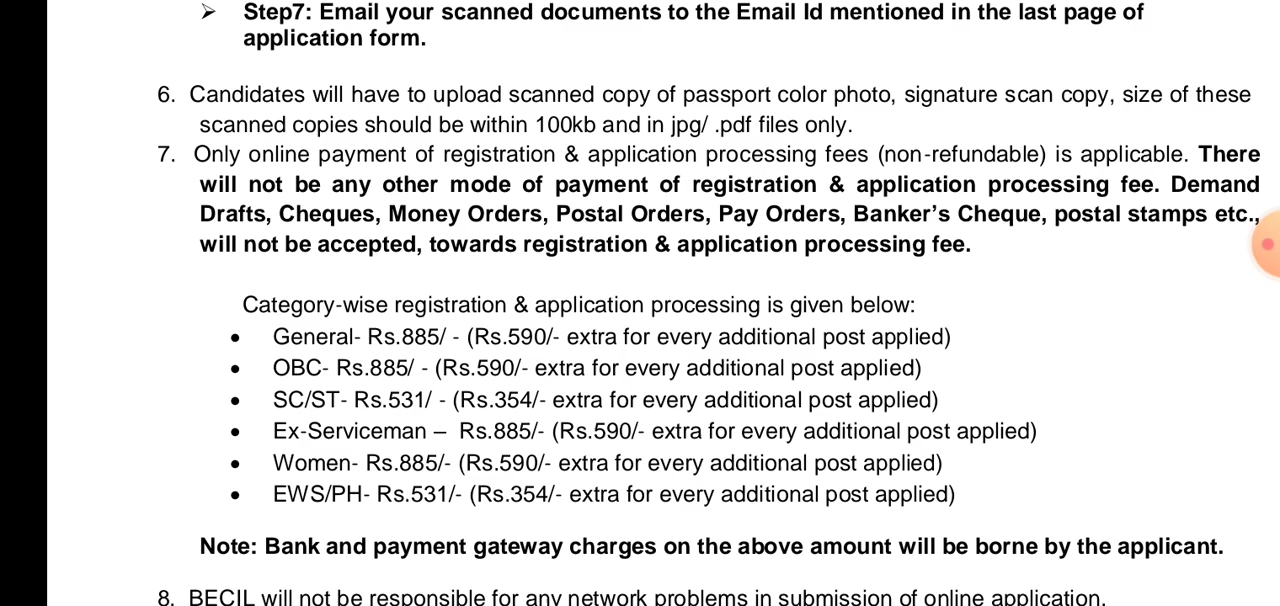 ➢ Step7: Email your scanned documents to the Email Id mentioned in the last page of
application form.
6. Candidates will have to upload scanned copy of passport color photo, signature scan copy, size of these
scanned copies should be within 100kb and in jpg/ .pdf files only.
7. Only online payment of registration & application processing fees (non-refundable) is applicable. There
will not be any other mode of payment of registration & application processing fee. Demand
Drafts, Cheques, Money Orders, Postal Orders, Pay Orders, Banker’s Cheque, postal stamps etc.,
will not be accepted, towards registration & application processing fee.
Category-wise registration & application processing is given below:
• General- Rs.885/ - (Rs.590/- extra for every additional post applied)
• OBC- Rs.885/ - (Rs.590/- extra for every additional post applied)
• SC/ST- Rs.531/ - (Rs.354/- extra for every additional post applied)
• Ex-Serviceman – Rs.885/- (Rs.590/- extra for every additional post applied)
• Women- Rs.885/- (Rs.590/- extra for every additional post applied)
• EWS/PH- Rs.531/- (Rs.354/- extra for every additional post applied)
Note: Bank and payment gateway charges on the above amount will be borne by the applicant.
8. BECIL will not be responsible for any network problems in submission of online application.